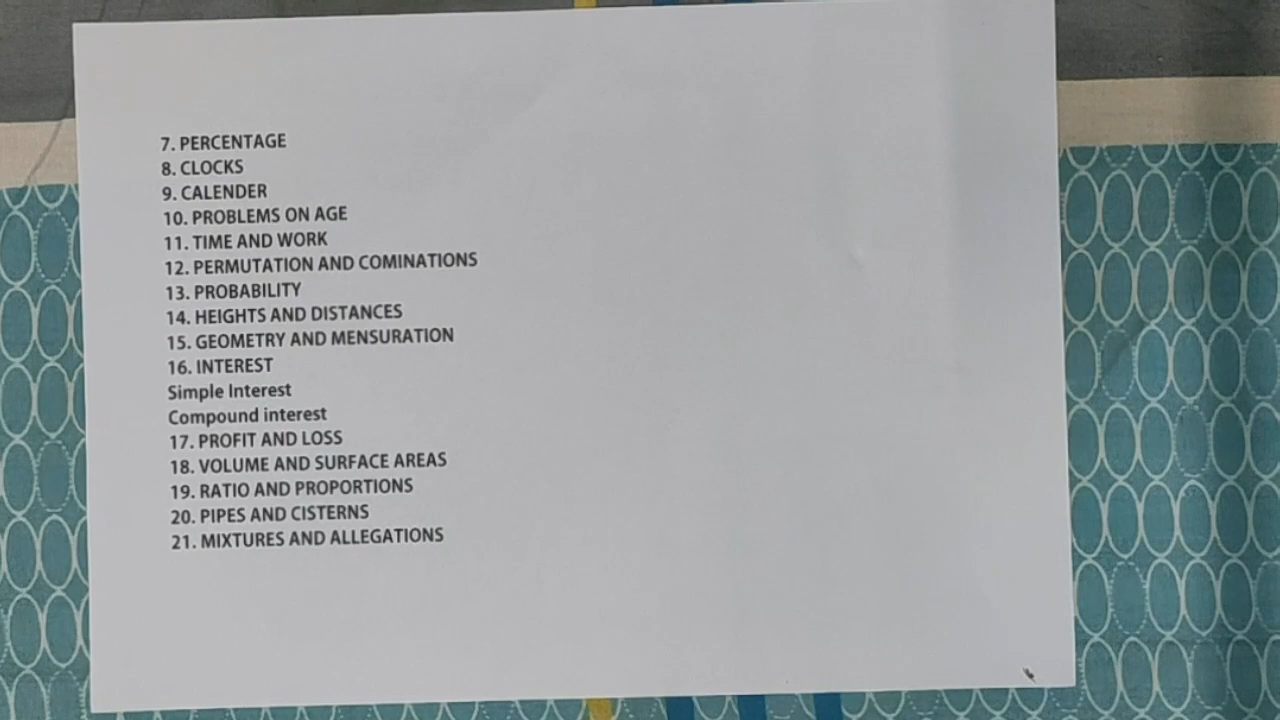 7. PERCENTAGE
8. CLOCKS
9. CALENDER
10. PROBLEMS ON AGE
11. TIME AND WORK
12. PERMUTATION AND COMINATIONS
13. PROBABILITY
14. HEIGHTS AND DISTANCES
15. GEOMETRY AND MENSURATION
16. INTEREST
Simple Interest
Compound interest
17. PROFIT AND LOSS
18. VOLUME AND SURFACE AREAS
19. RATIO AND PROPORTIONS
20. PIPES AND CISTERNS
21. MIXTURES AND ALLEGATIONS